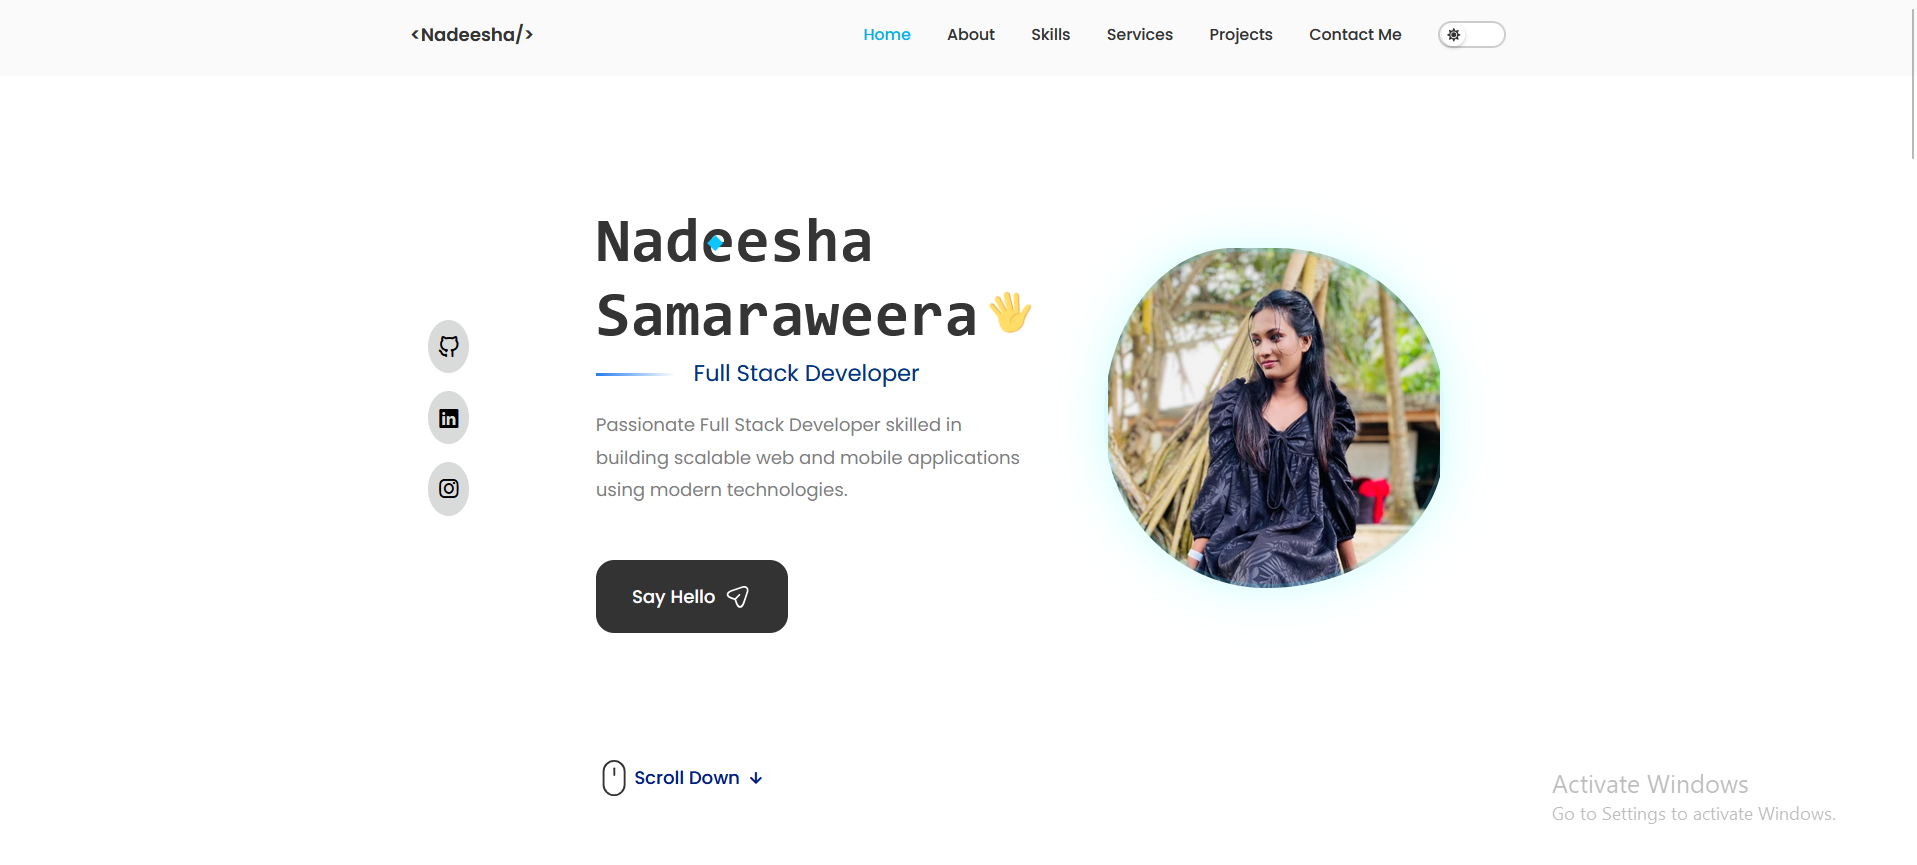 <Nadeesha/>
Home About Skills Services Projects Contact Me
Nadeesha
Samaraweera
Full Stack Developer
Passionate Full Stack Developer skilled in
building scalable web and mobile applications
using modern technologies.
in
Say Hello
Scroll Down
Activate Windows
Go to Settings to activate Windows.